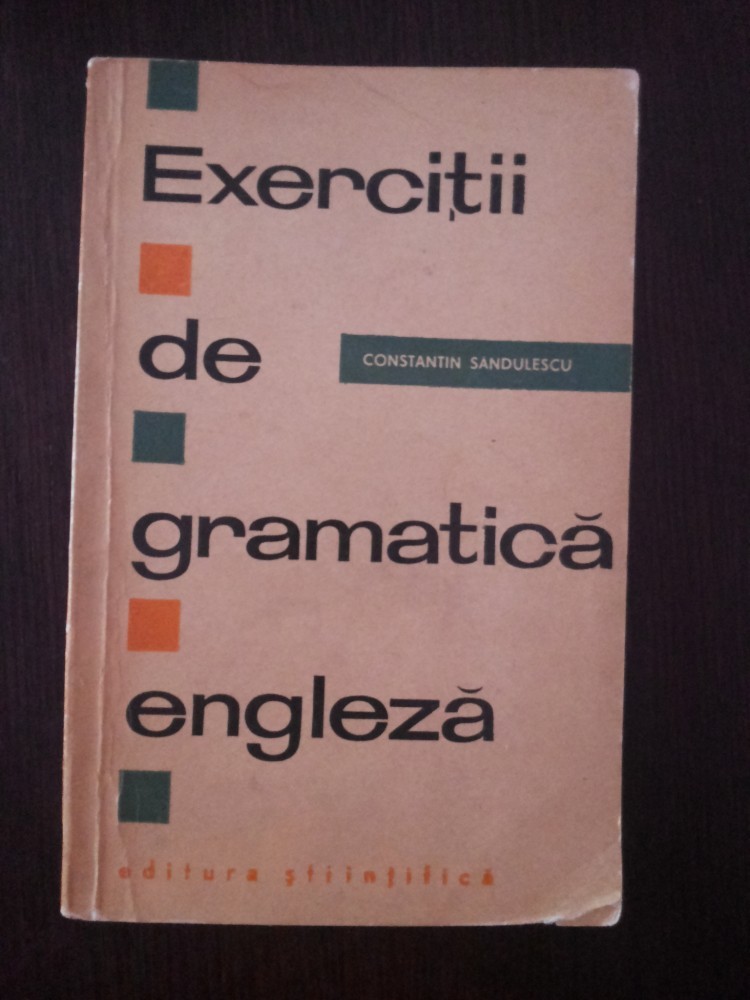 Exerciții
de
CONSTANTIN SANDULESCU
gramatică
engleză
editura științifică